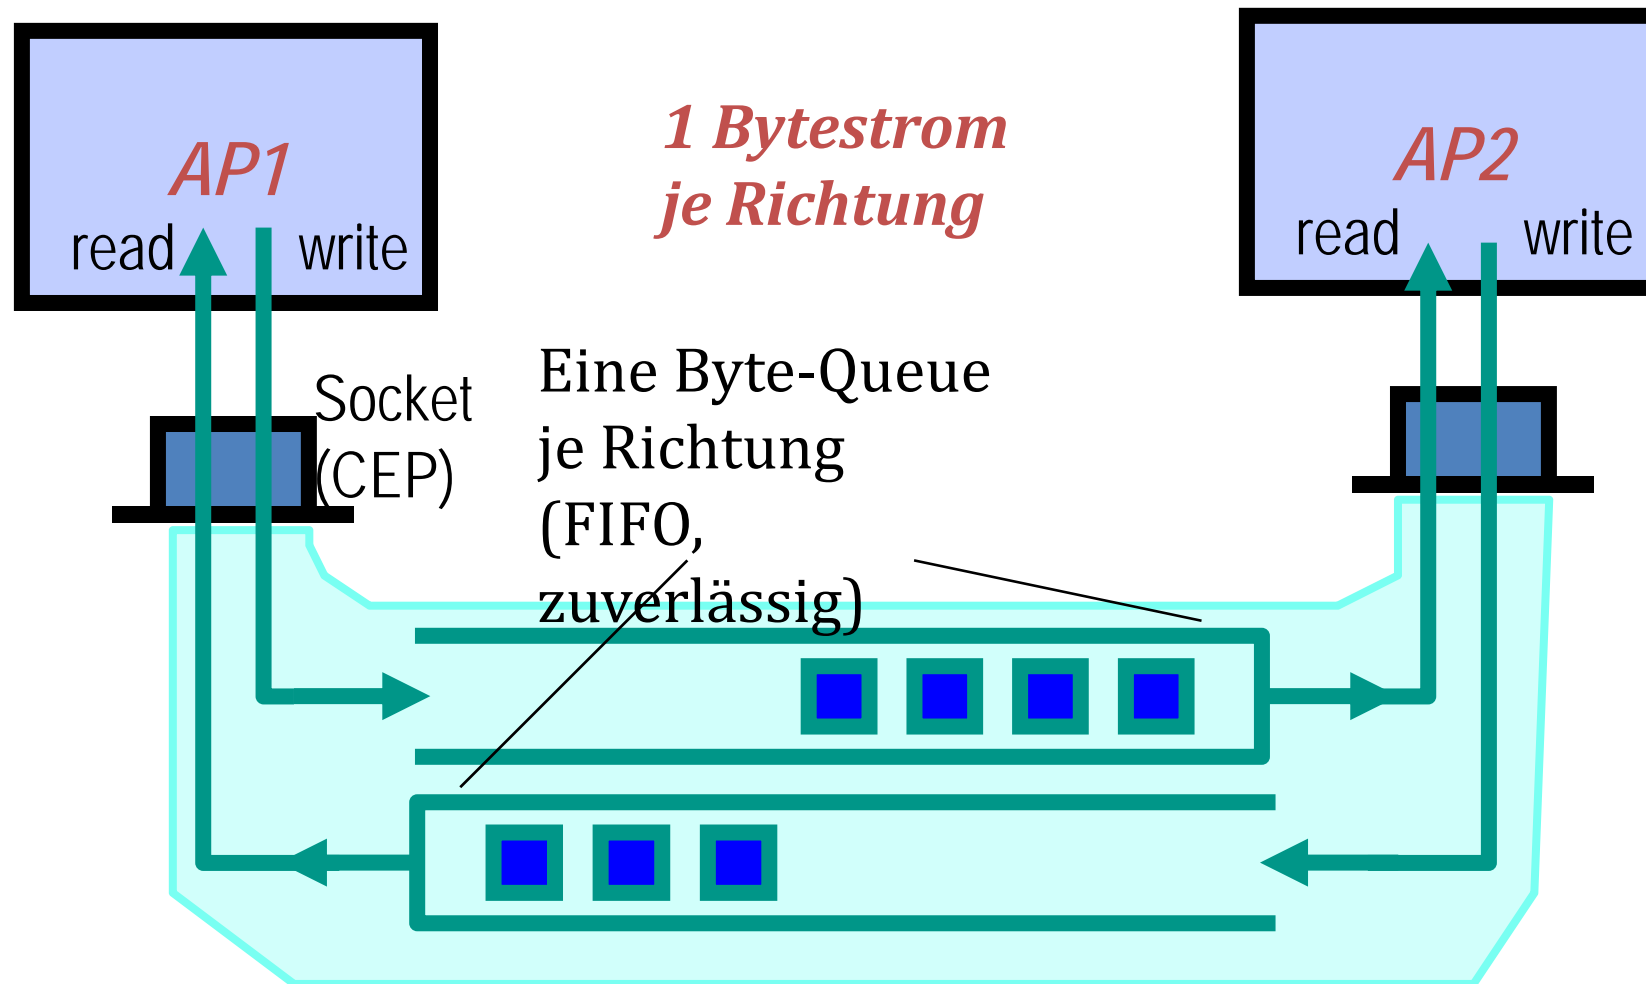 AP1
read write
1 Bytestrom
je Richtung
AP2
read write
Socket
(CEP)
Eine Byte-Queue
je Richtung
(FIFO,
zuverlässig)